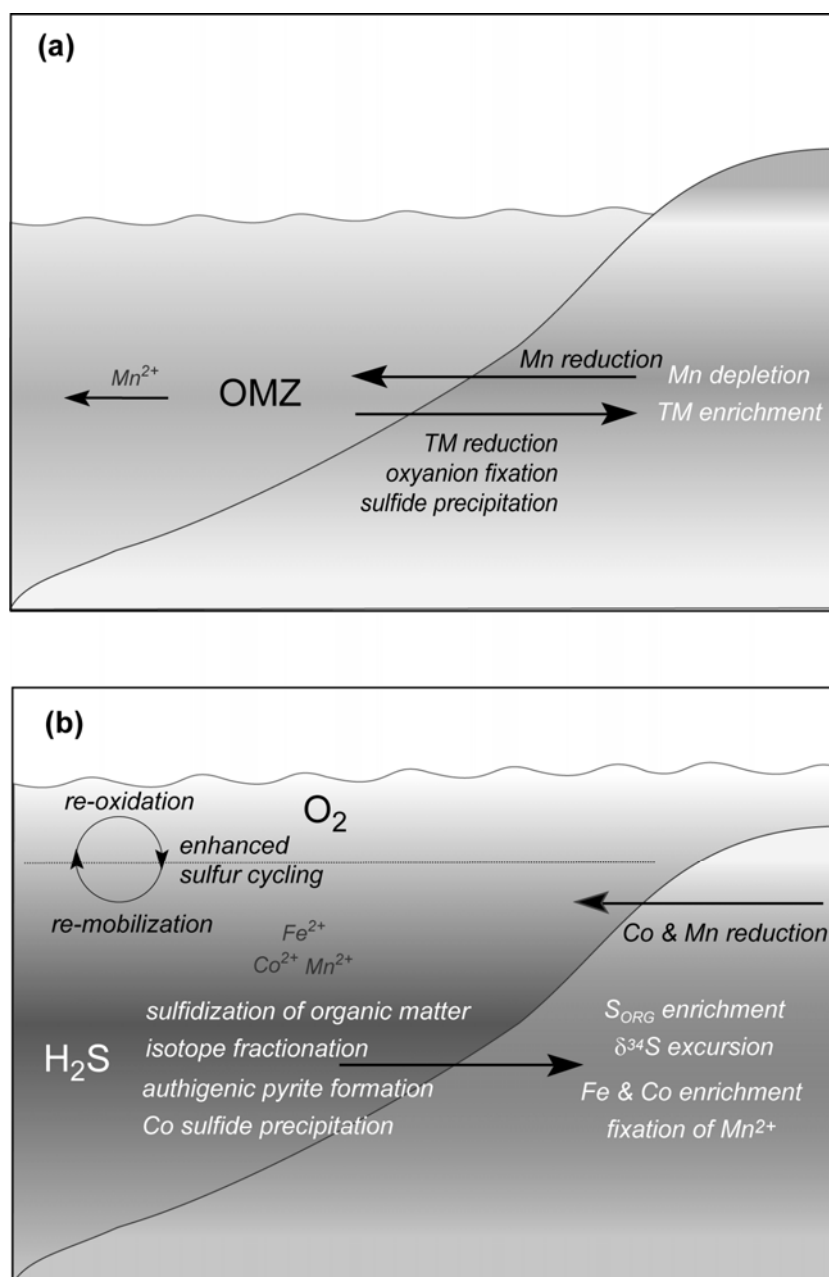 (a)
Mn reduction
Mn depletion
Mn²⁺
OMZ
TM enrichment
TM reduction
oxyanion fixation
sulfide precipitation
(b)
re-oxidation
O₂
enhanced
sulfur cycling
re-mobilization
Co & Mn reduction
Fe²⁺
Co²⁺ Mn²⁺
H₂S
sulfidization of organic matter
isotope fractionation
authigenic pyrite formation
Co sulfide precipitation
S_ORG enrichment
δ³⁴S excursion
Fe & Co enrichment
fixation of Mn²⁺